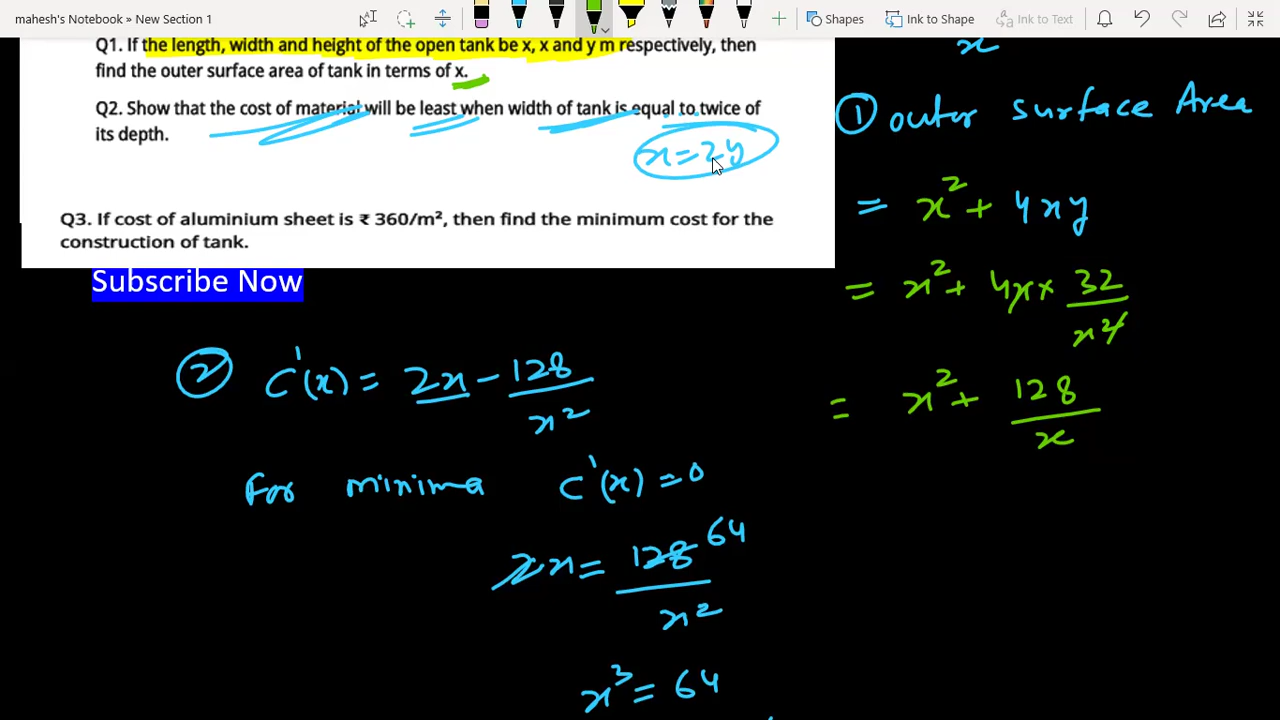 mahesh's Notebook » New Section 1
Shapes
Ink to Shape
Ink to Text
Q1. If the length, width and height of the open tank be x, x and y m respectively, then
find the outer surface area of tank in terms of x.
Q2. Show that the cost of material will be least when width of tank is equal to twice of
its depth.
x=2y
Q3. If cost of aluminium sheet is ₹ 360/m², then find the minimum cost for the
construction of tank.
Subscribe Now
x
① outer surface Area
= x² + 4xy
= x² + 4x × 32/x²
= x² + 128/x
② C'(x) = 2x - 128/x²
For minima C'(x) = 0
2x = 128/x² 64
x³ = 64